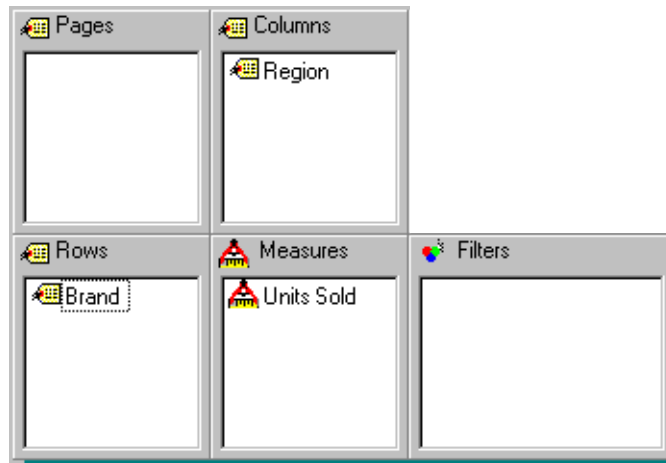 Pages
Columns
Region
Rows
Measures
Filters
Brand
Units Sold